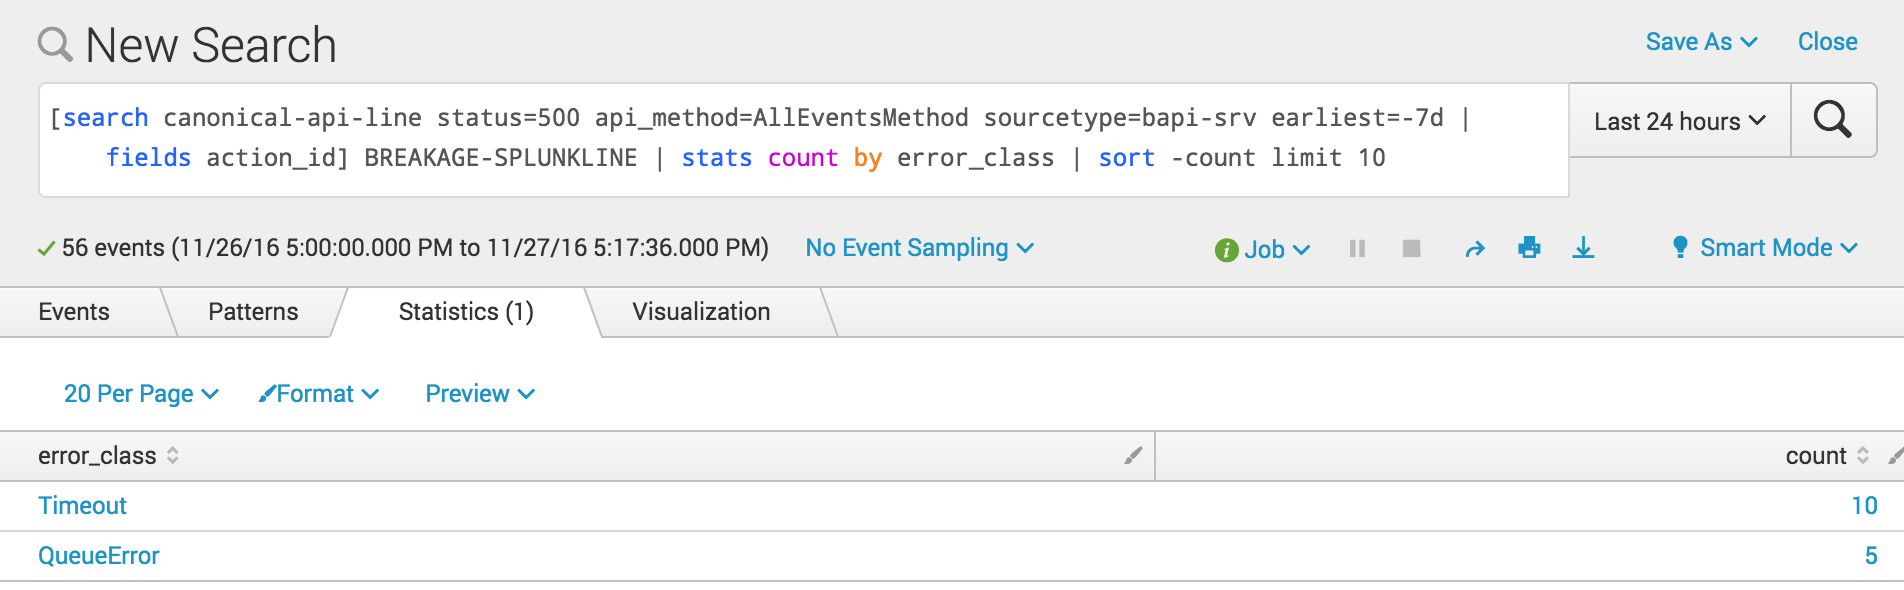 New Search
Save As
Close
[search canonical-api-line status=500 api_method=AllEventsMethod sourcetype=bapi-srv earliest=-7d |
fields action_id] BREAKAGE-SPLUNKLINE | stats count by error_class | sort -count limit 10
Last 24 hours
56 events (11/26/16 5:00:00.000 PM to 11/27/16 5:17:36.000 PM)
No Event Sampling
Job
Smart Mode
Events
Patterns
Statistics (1)
Visualization
20 Per Page
Format
Preview
error_class
count
Timeout
10
QueueError
5